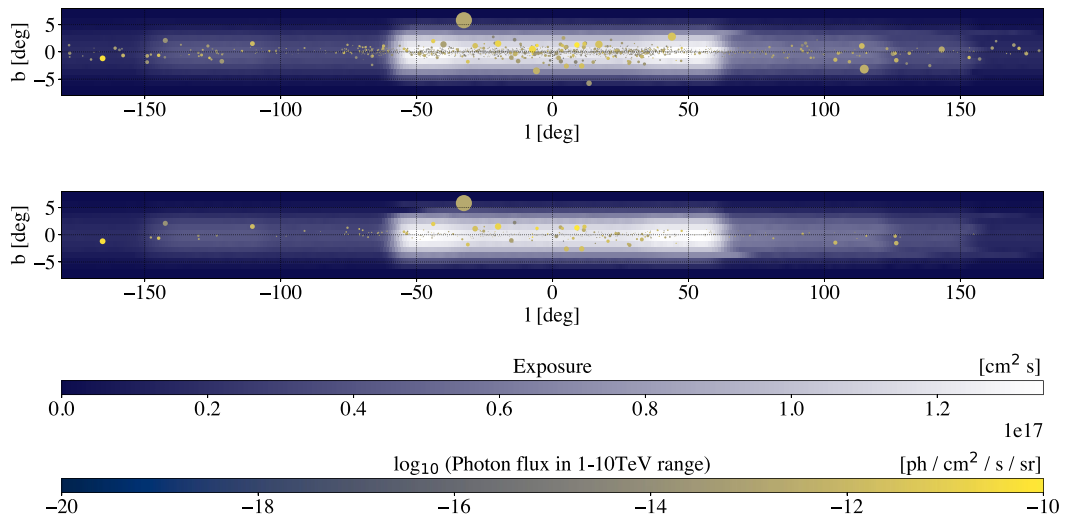 b [deg]
5
0
−5
−150 −100 −50 0 50 100 150
l [deg]
b [deg]
5
0
−5
−150 −100 −50 0 50 100 150
l [deg]
Exposure [cm² s]
0.0 0.2 0.4 0.6 0.8 1.0 1.2
1e17
log₁₀ (Photon flux in 1-10TeV range) [ph / cm² / s / sr]
−20 −18 −16 −14 −12 −10